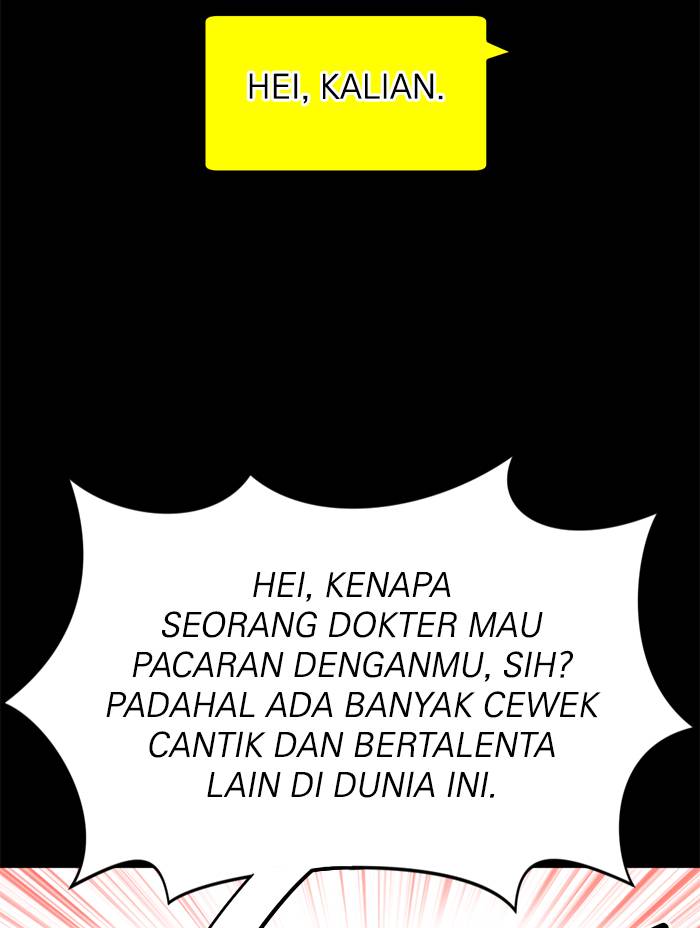 HEI, KALIAN.
HEI, KENAPA
SEORANG DOKTER MAU
PACARAN DENGANMU, SIH?
PADAHAL ADA BANYAK CEWEK
CANTIK DAN BERTALENTA
LAIN DI DUNIA INI.